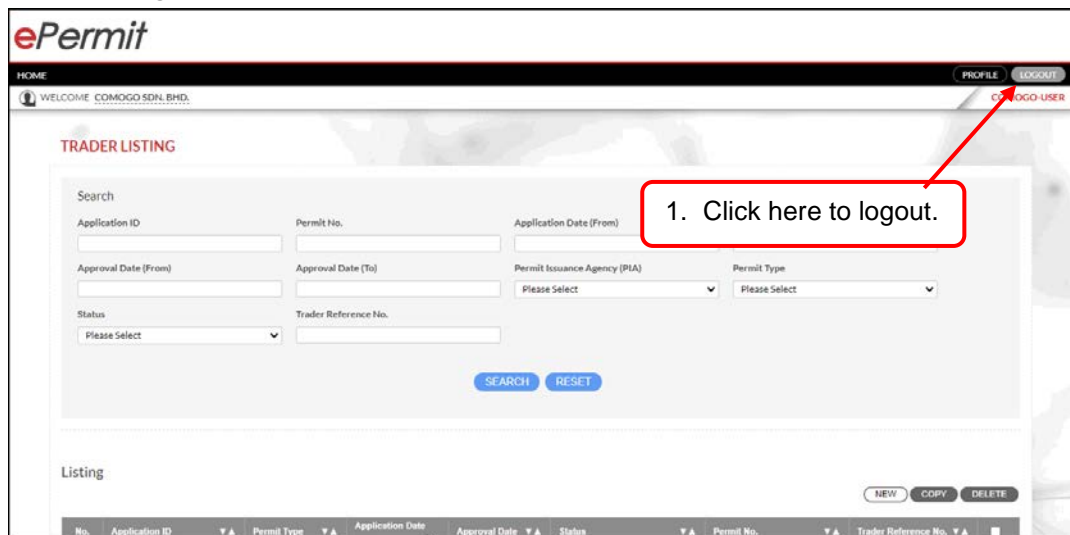 ePermit
HOME PROFILE LOGOUT
WELCOME COMOGO SDN. BHD. COMOGO-USER
TRADER LISTING
Search
Application ID Permit No. Application Date (From)
1. Click here to logout.
Approval Date (From) Approval Date (To) Permit Issuance Agency (PIA) Permit Type
Please Select Please Select
Status Trader Reference No.
Please Select
SEARCH RESET
Listing
NEW COPY DELETE
No. Application ID ▼▲ Permit Type ▼▲ Application Date Approval Date ▼▲ Status ▼▲ Permit No. ▼▲ Trader Reference No. ▼▲